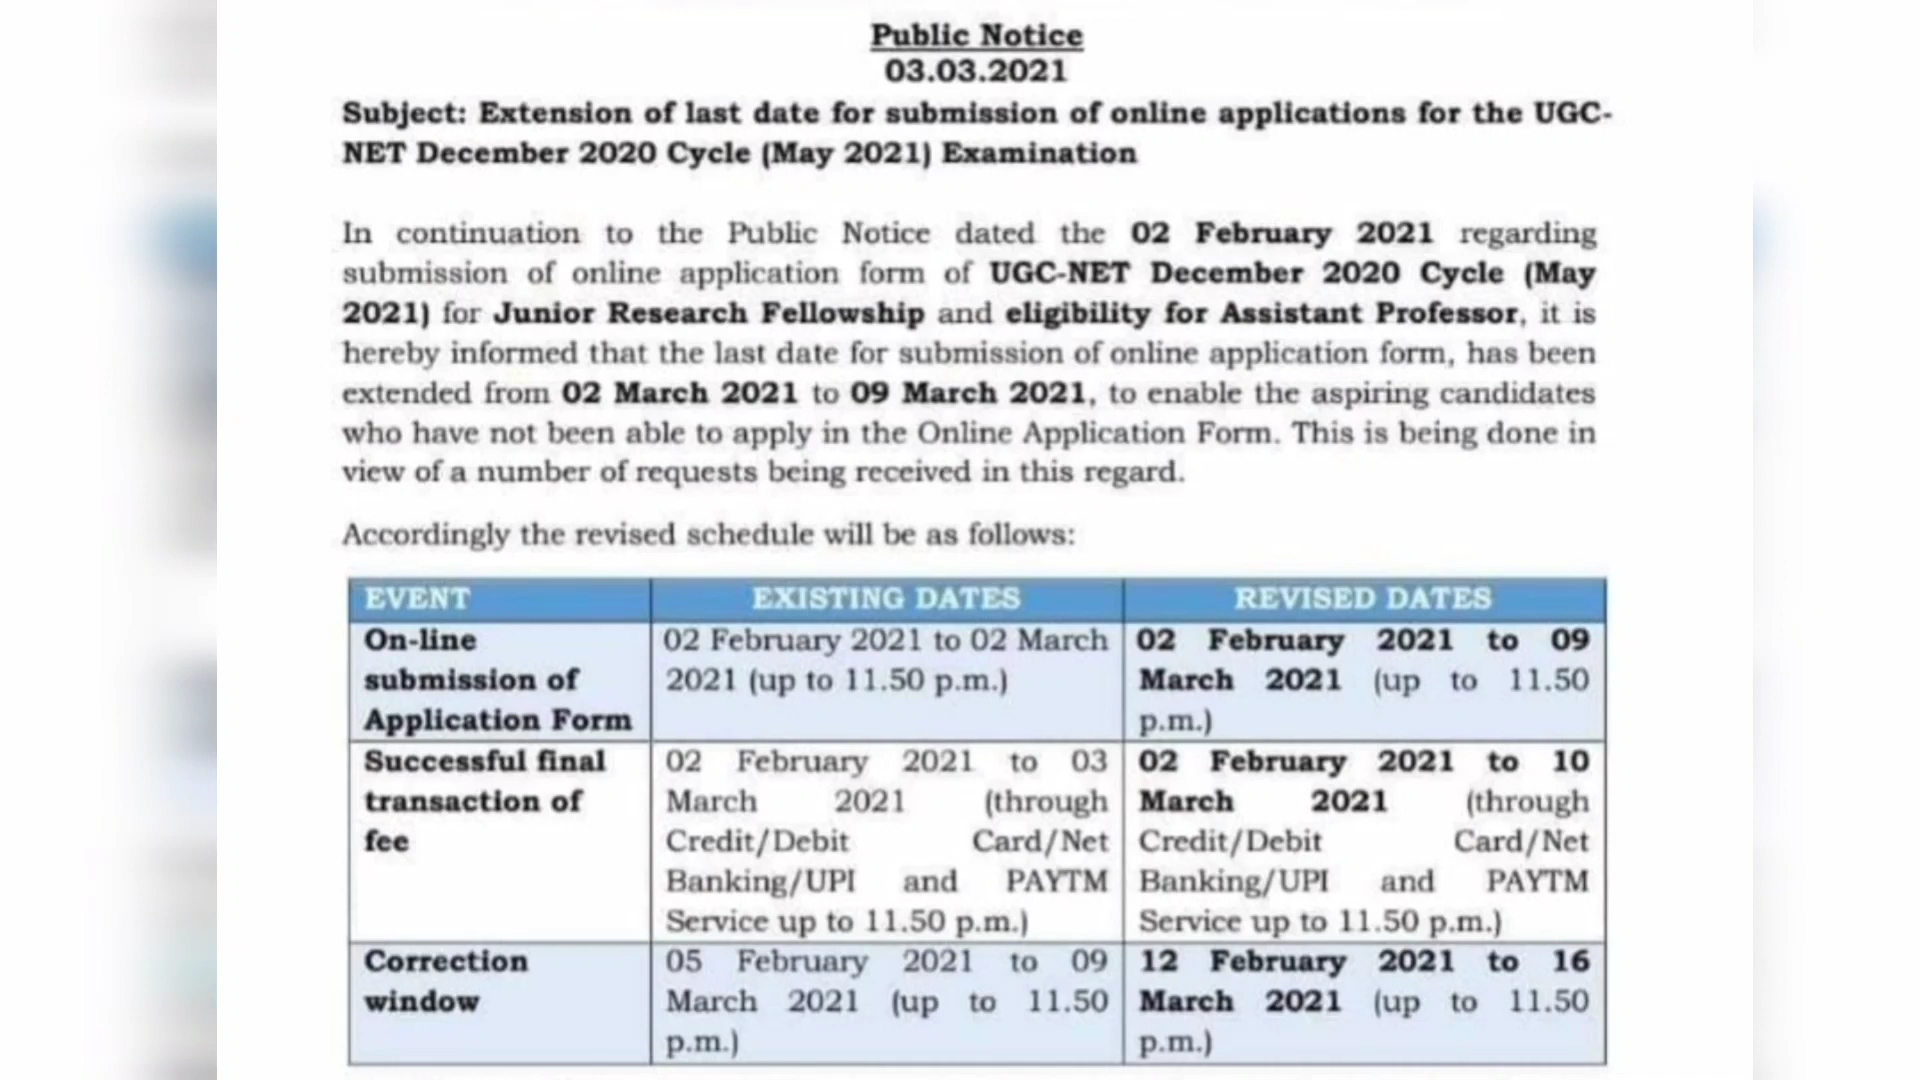 Public Notice
03.03.2021
Subject: Extension of last date for submission of online applications for the UGC-
NET December 2020 Cycle (May 2021) Examination
In continuation to the Public Notice dated the 02 February 2021 regarding
submission of online application form of UGC-NET December 2020 Cycle (May
2021) for Junior Research Fellowship and eligibility for Assistant Professor, it is
hereby informed that the last date for submission of online application form, has been
extended from 02 March 2021 to 09 March 2021, to enable the aspiring candidates
who have not been able to apply in the Online Application Form. This is being done in
view of a number of requests being received in this regard.
Accordingly the revised schedule will be as follows:
EVENT EXISTING DATES REVISED DATES
On-line
submission of
Application Form
02 February 2021 to 02 March
2021 (up to 11.50 p.m.)
02 February 2021 to 09
March 2021 (up to 11.50
p.m.)
Successful final
transaction of
fee
02 February 2021 to 03
March 2021 (through
Credit/Debit Card/Net
Banking/UPI and PAYTM
Service up to 11.50 p.m.)
02 February 2021 to 10
March 2021 (through
Credit/Debit Card/Net
Banking/UPI and PAYTM
Service up to 11.50 p.m.)
Correction
window
05 February 2021 to 09
March 2021 (up to 11.50
p.m.)
12 February 2021 to 16
March 2021 (up to 11.50
p.m.)